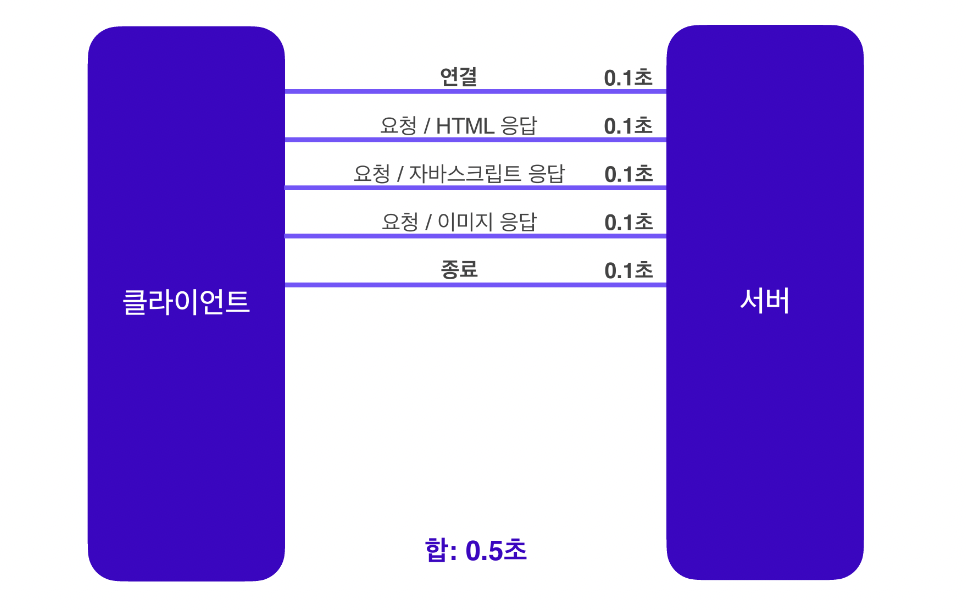 연결 0.1초
요청 / HTML 응답 0.1초
요청 / 자바스크립트 응답 0.1초
요청 / 이미지 응답 0.1초
종료 0.1초
클라이언트
서버
합: 0.5초